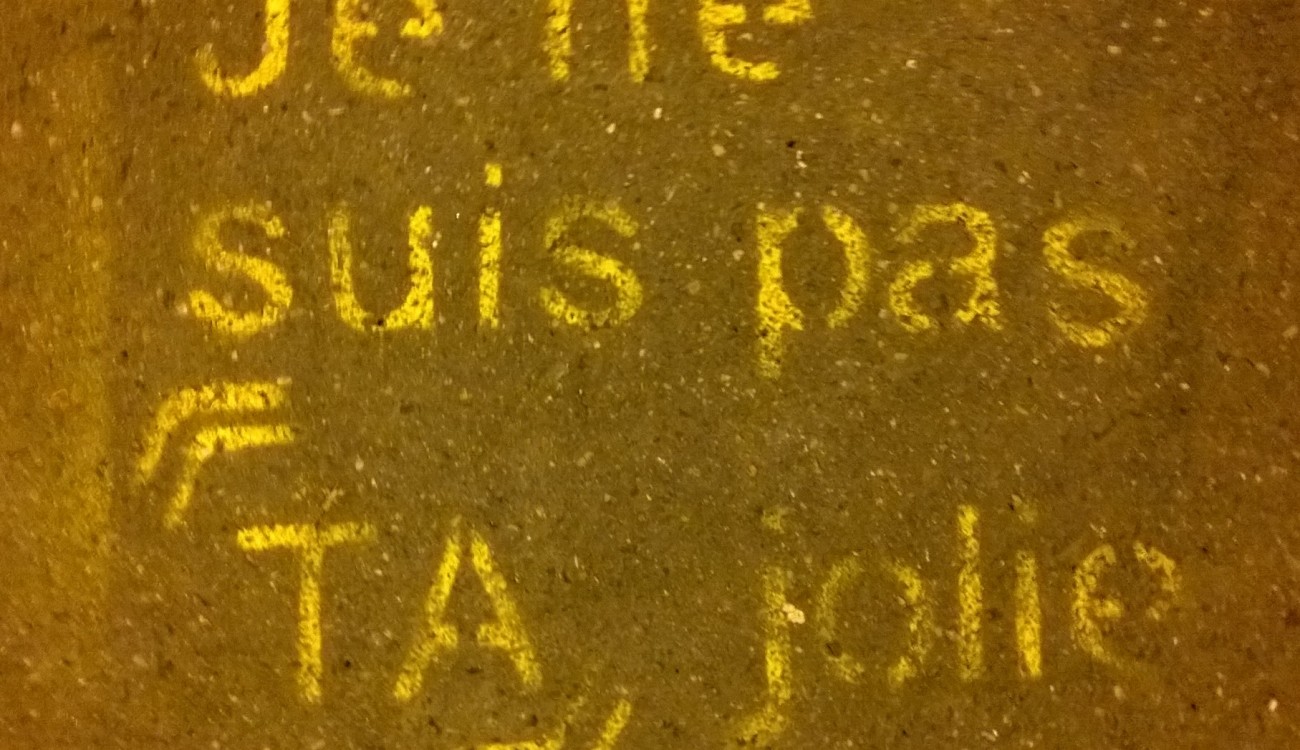 Je ne
suis pas
TA jolie